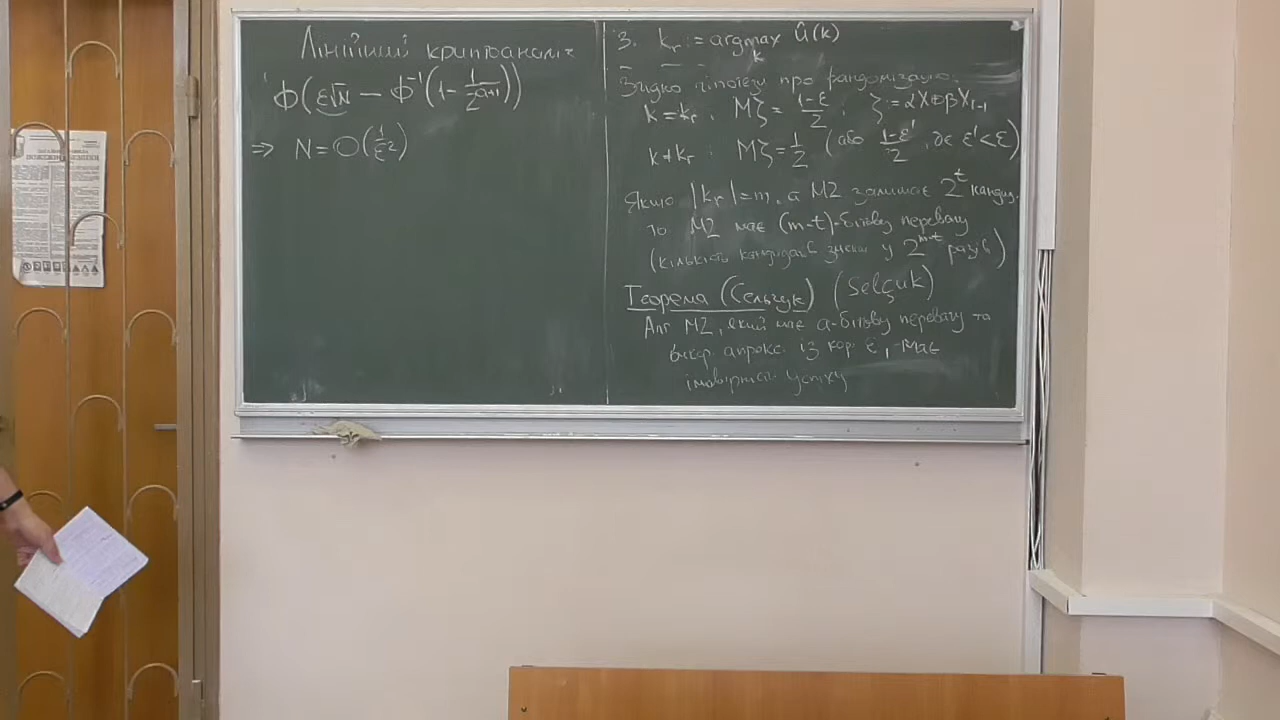 Лінійний криптоаналіз
Φ(ε√N − Φ⁻¹(1 − 1/2^(a+1)))
⇒ N = O(1/ε²)
3. k_r := argmax_k û(k)
Згідно гіпотези про рандомізацію:
k = k_r : Mζ = (1−ε)/2 , ζ := αX ⊕ βX_(r−1)
k ≠ k_r : Mζ = 1/2 (або (1−ε')/2 , де ε' < ε)
Якщо |k_r| = m, а M2 залишає 2^t кандид.
то M2 має (m−t)-бітову перевагу
(кількість кандидатів у 2^(m−t) разів)
Теорема (Сельчук) (Selçuk)
Алг M2, який має a-бітову перевагу та
викор. апрокс. із кор. ε, має
імовірність успіху